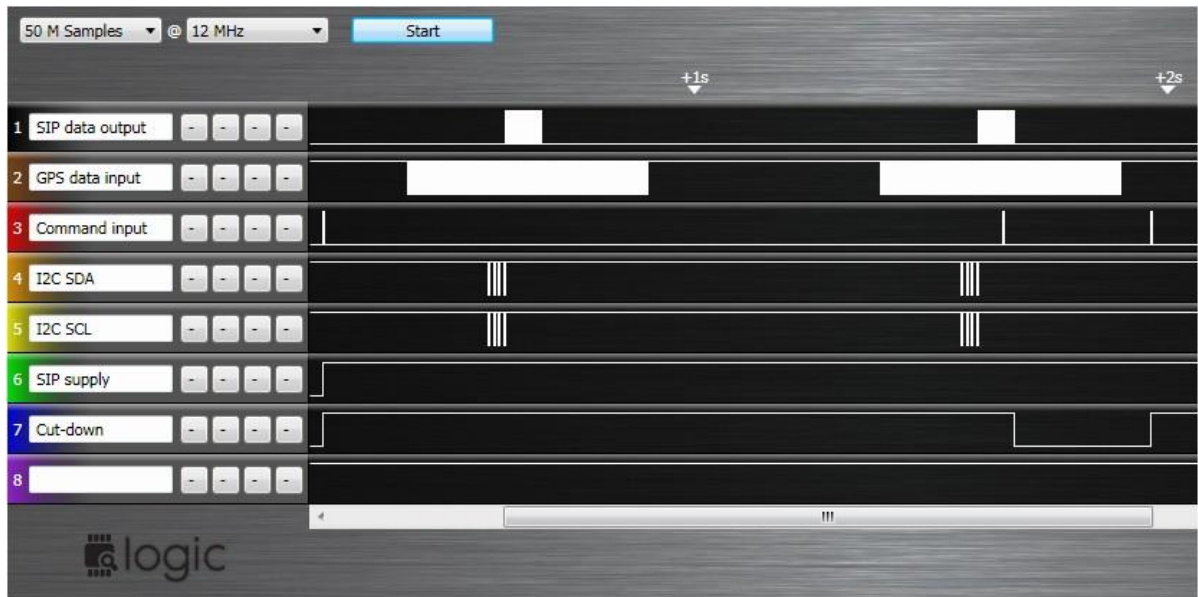 50 M Samples @ 12 MHz Start
+1s +2s
1 SIP data output - - - -
2 GPS data input - - - -
3 Command input - - - -
4 I2C SDA - - - -
5 I2C SCL - - - -
6 SIP supply - - - -
7 Cut-down - - - -
8 - - - -
logic